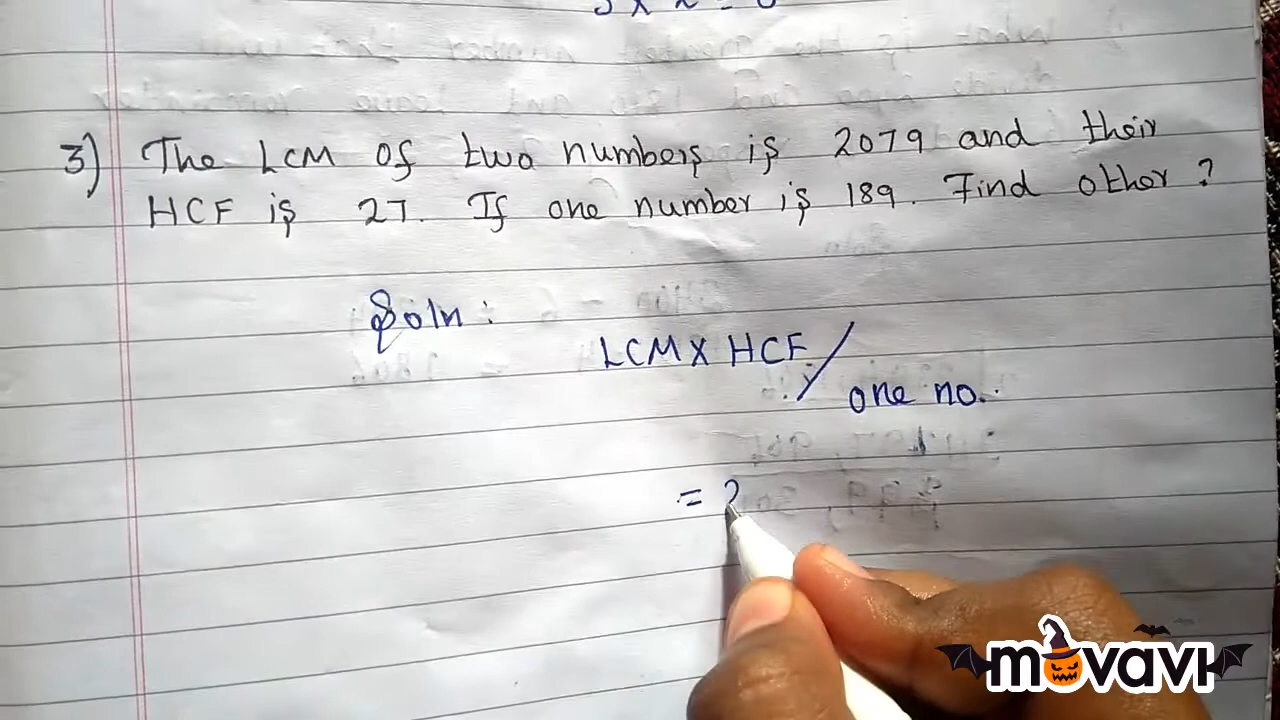 3) The LCM Of two numbers is 2079 and their
HCF is 27. If one number is 189. Find other ?
Soln :
LCM X HCF /
one no.
= 2
movavi